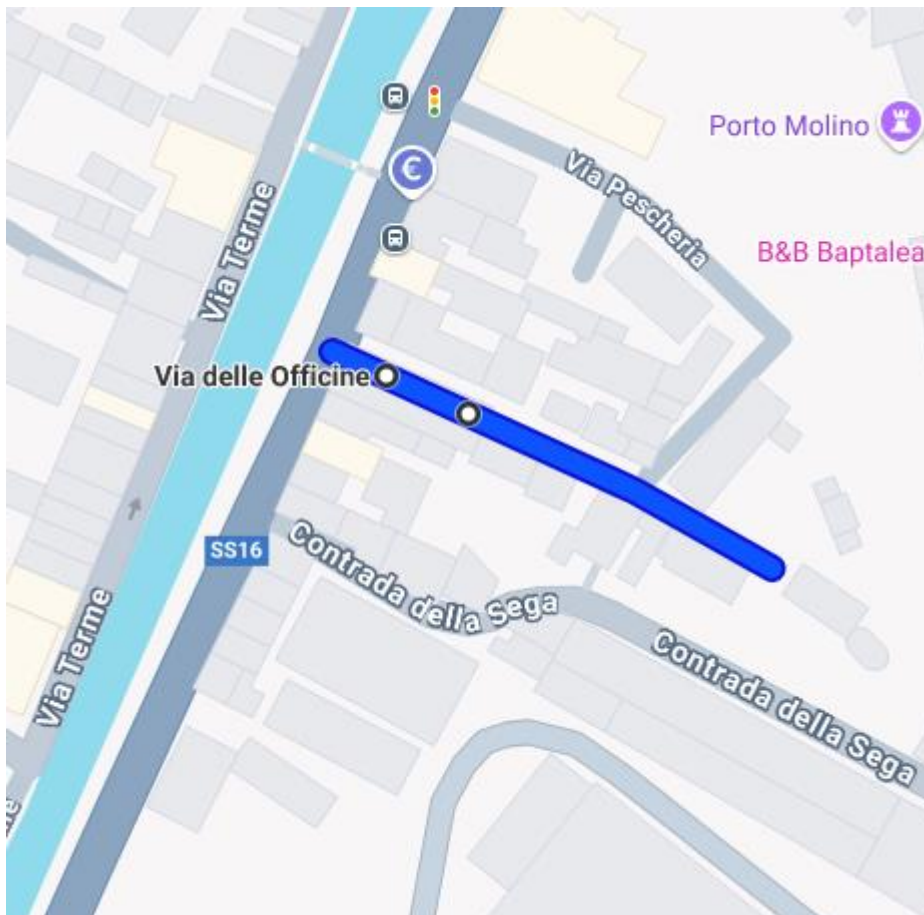 Porto Molino
Via Pescheria
Via Terme
B&B Baptalea
Via delle Officine
SS16
Contrada della Sega
Via Terme
Contrada della Sega